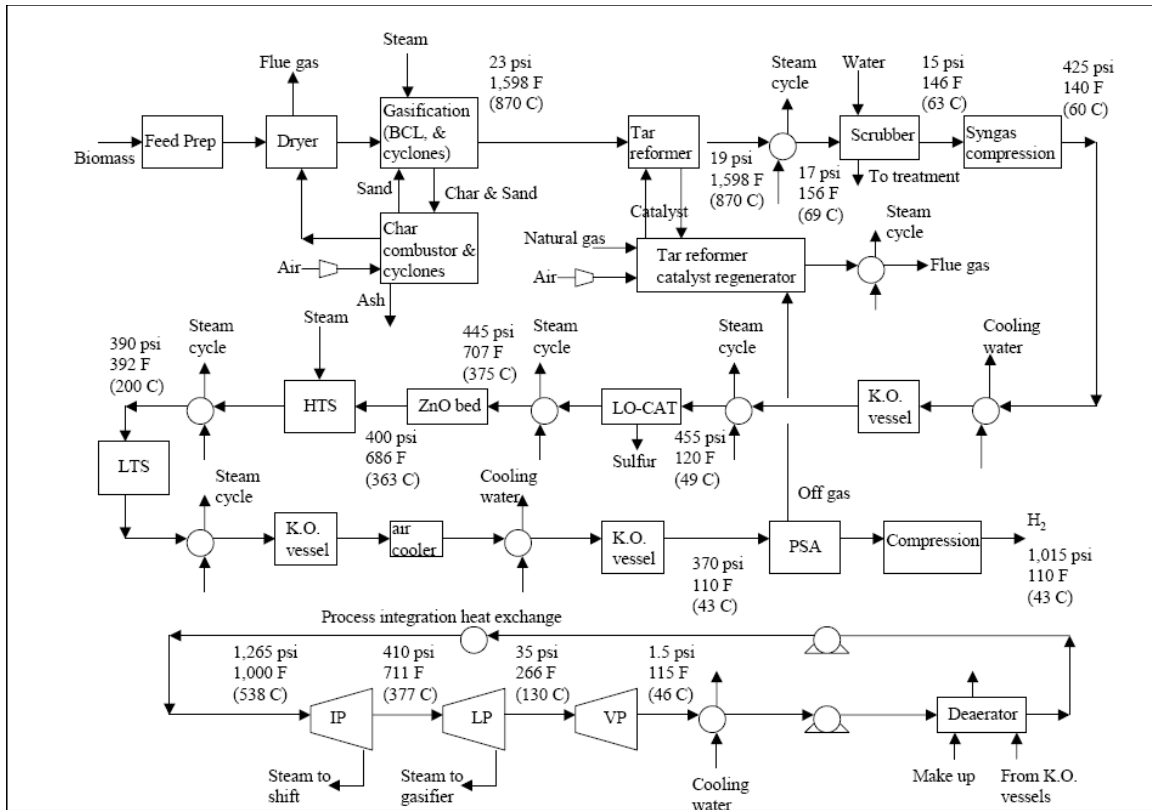 Steam
Flue gas
23 psi
1,598 F
(870 C)
Steam
cycle
Water
15 psi
146 F
(63 C)
425 psi
140 F
(60 C)
Biomass
Feed Prep
Dryer
Gasification
(BCL, &
cyclones)
Tar
reformer
19 psi
1,598 F
(870 C)
17 psi
156 F
(69 C)
Scrubber
To treatment
Syngas
compression
Sand
Char & Sand
Catalyst
Char
combustor &
cyclones
Air
Ash
Natural gas
Air
Tar reformer
catalyst regenerator
Steam
cycle
Flue gas
390 psi
392 F
(200 C)
Steam
cycle
Steam
445 psi
707 F
(375 C)
Steam
cycle
Steam
cycle
Cooling
water
HTS
ZnO bed
LO-CAT
K.O.
vessel
400 psi
686 F
(363 C)
Sulfur
455 psi
120 F
(49 C)
LTS
Steam
cycle
Cooling
water
Off gas
K.O.
vessel
air
cooler
K.O.
vessel
370 psi
110 F
(43 C)
PSA
Compression
H2
1,015 psi
110 F
(43 C)
Process integration heat exchange
1,265 psi
1,000 F
(538 C)
410 psi
711 F
(377 C)
35 psi
266 F
(130 C)
1.5 psi
115 F
(46 C)
IP
LP
VP
Deaerator
Steam to
shift
Steam to
gasifier
Cooling
water
Make up
From K.O.
vessels